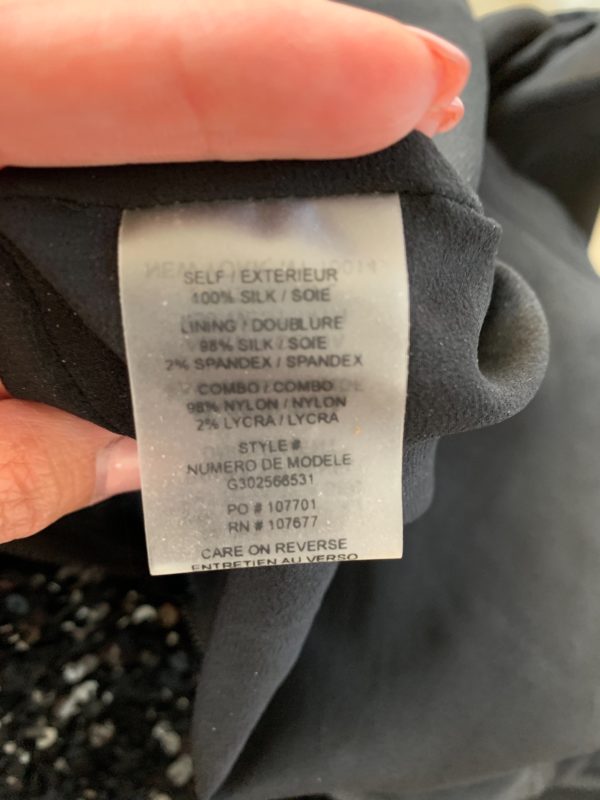 SELF / EXTERIEUR
100% SILK / SOIE
LINING / DOUBLURE
98% SILK / SOIE
2% SPANDEX / SPANDEX
COMBO / COMBO
98% NYLON / NYLON
2% LYCRA / LYCRA
STYLE #
NUMERO DE MODELE
G302566531
PO # 107701
RN # 107677
CARE ON REVERSE
ENTRETIEN AU VERSO